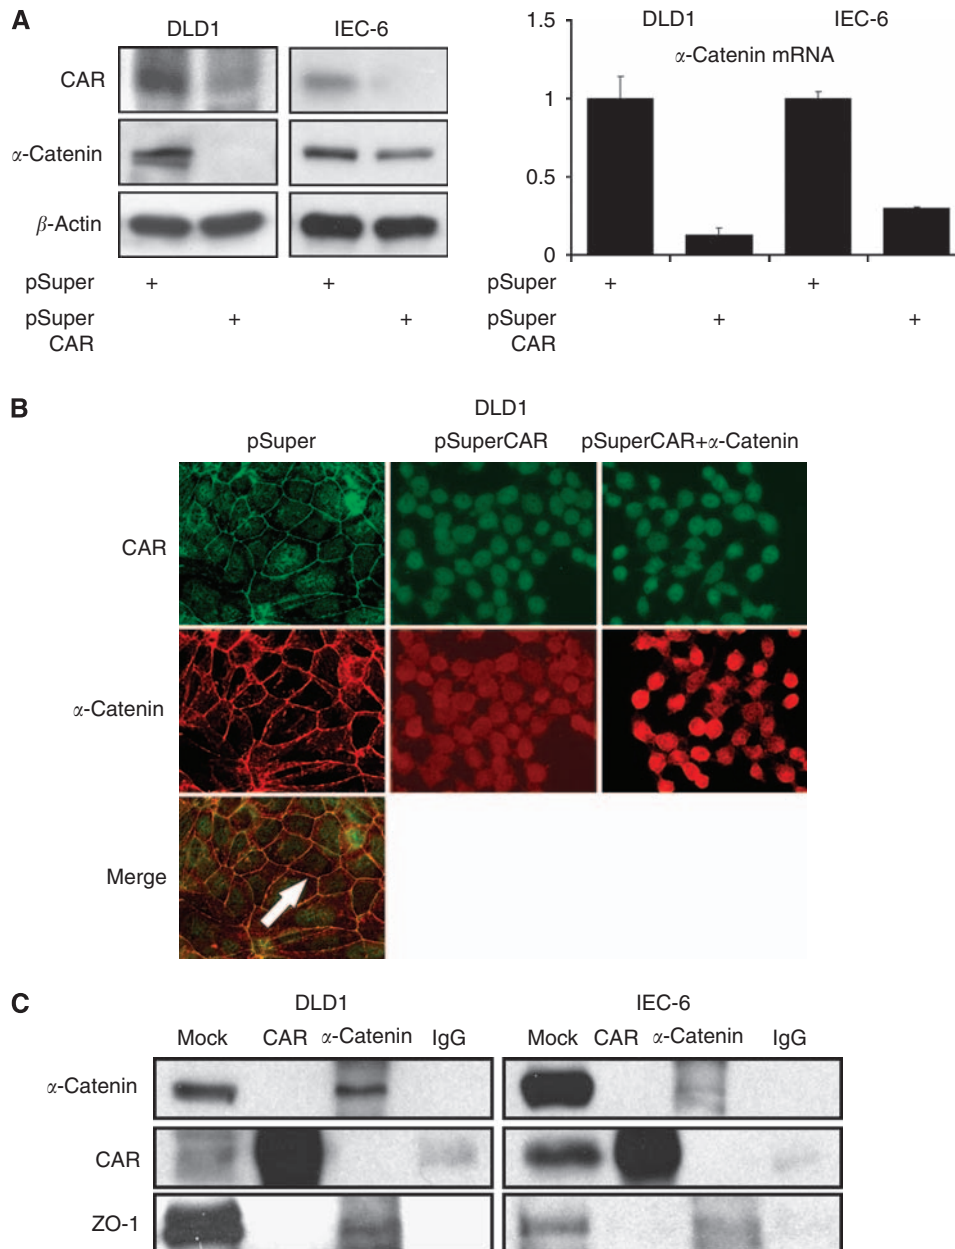 A
DLD1
IEC-6
CAR
α-Catenin
β-Actin
pSuper + +
pSuper CAR + +
1.5
1
0.5
0
DLD1
IEC-6
α-Catenin mRNA
pSuper + +
pSuper CAR + +
B
DLD1
pSuper pSuperCAR pSuperCAR+α-Catenin
CAR
α-Catenin
Merge
C
DLD1 IEC-6
Mock CAR α-Catenin IgG Mock CAR α-Catenin IgG
α-Catenin
CAR
ZO-1